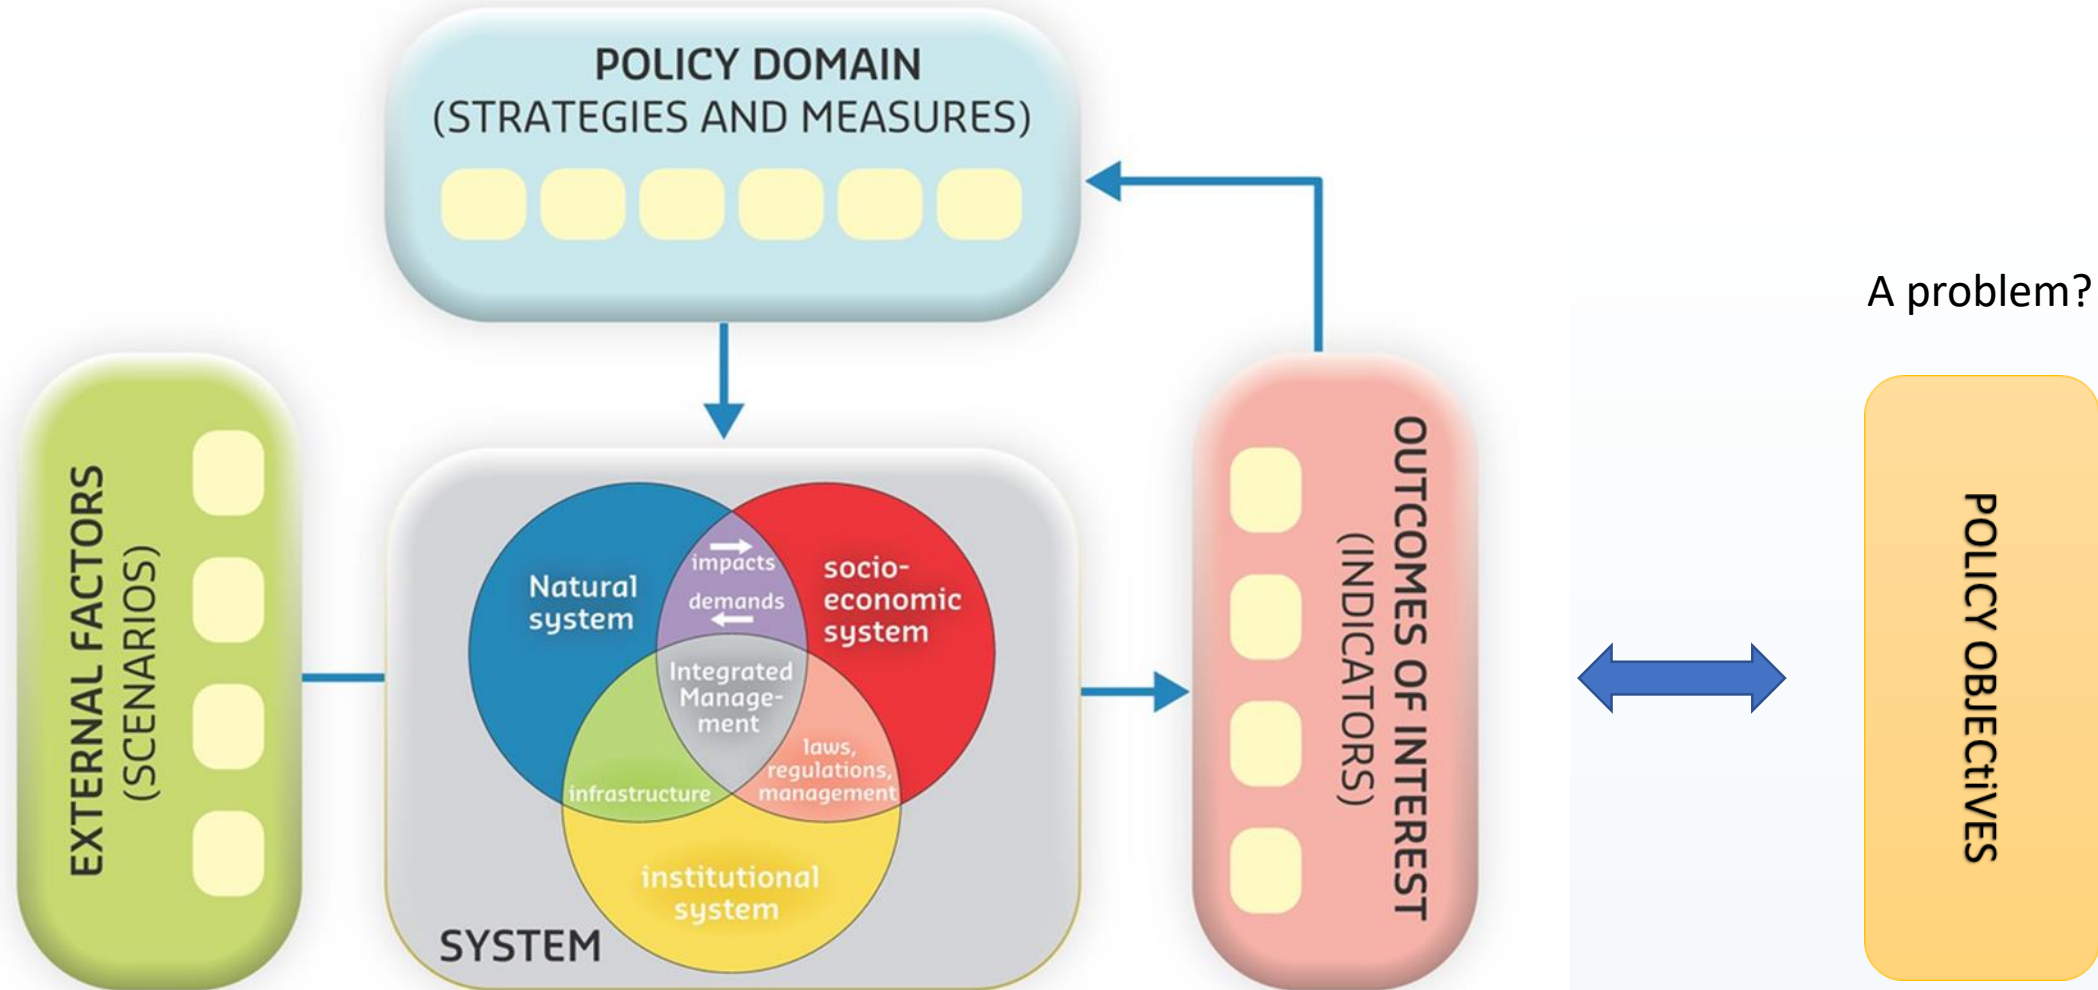 POLICY DOMAIN
(STRATEGIES AND MEASURES)
A problem?
EXTERNAL FACTORS
(SCENARIOS)
Natural
system
impacts
demands
socio-
economic
system
Integrated
Manage-
ment
infrastructure
laws,
regulations,
management
institutional
system
SYSTEM
OUTCOMES OF INTEREST
(INDICATORS)
POLICY OBJECtiVES